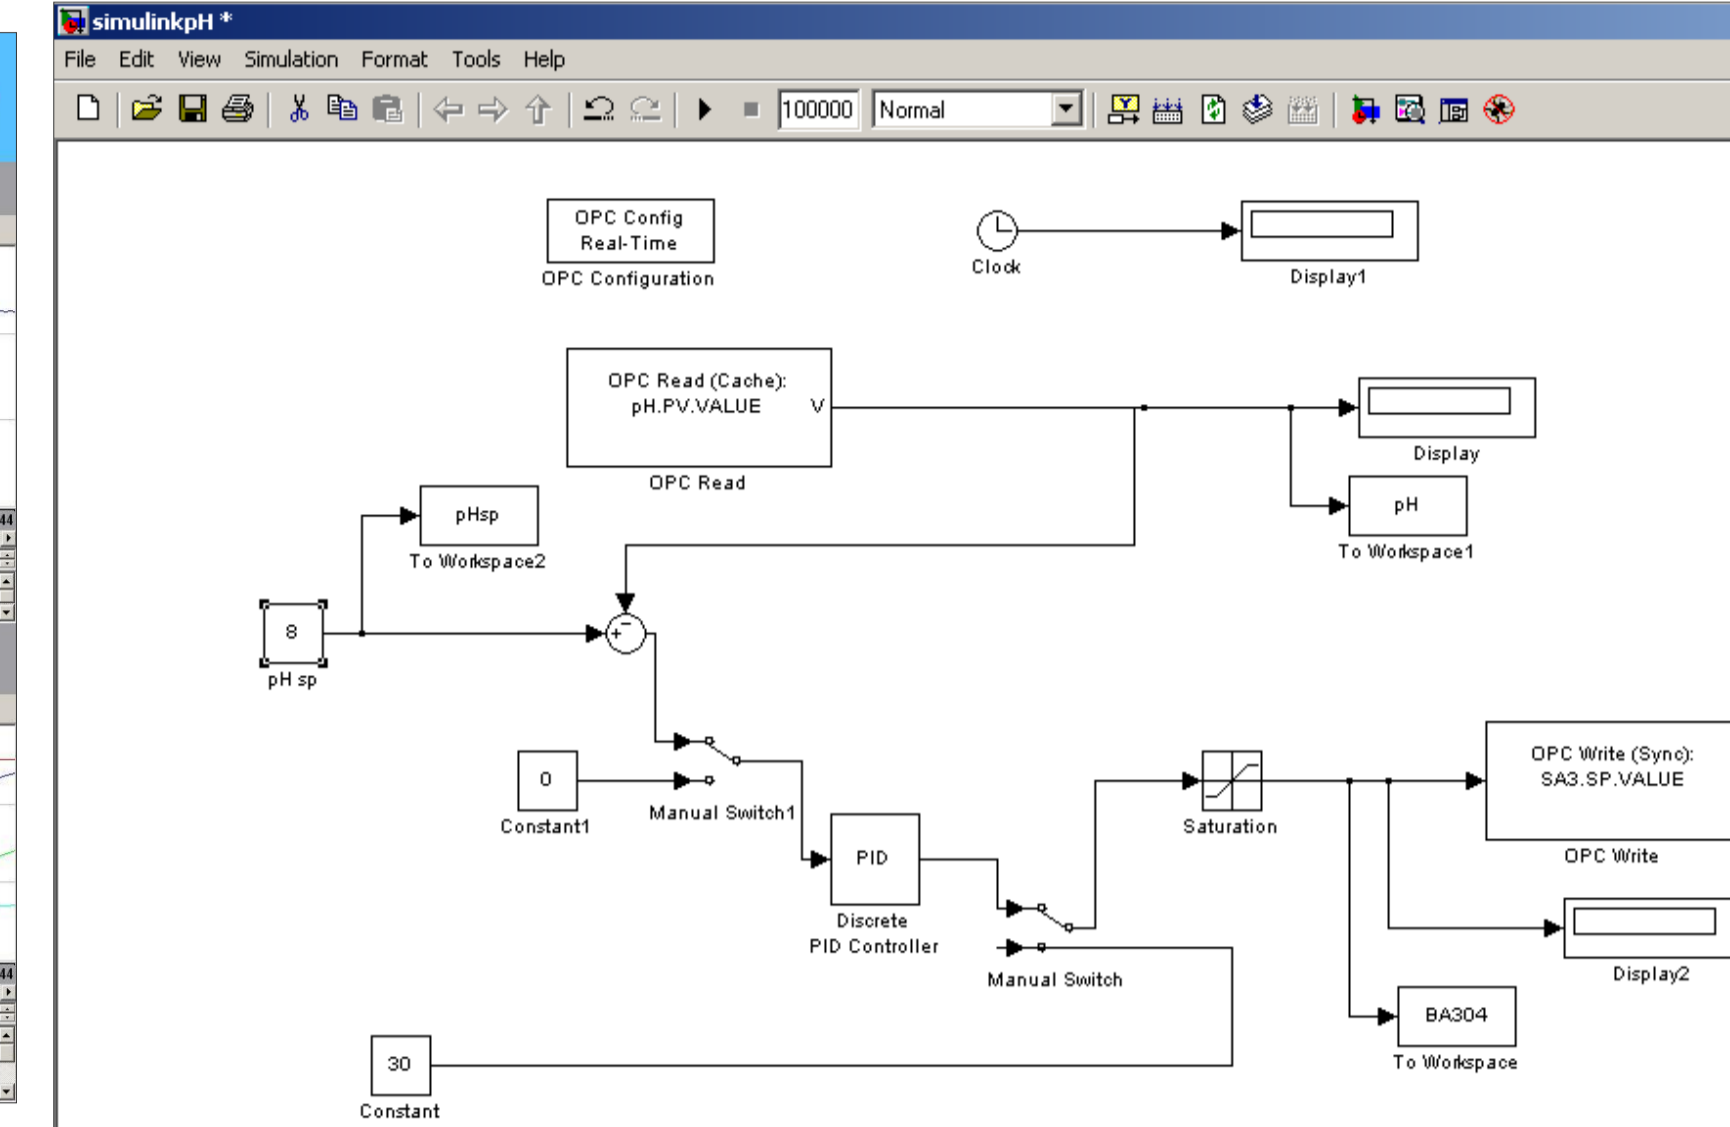 simulinkpH *
File Edit View Simulation Format Tools Help
100000 Normal
OPC Config
Real-Time
OPC Configuration
Clock
Display1
OPC Read (Cache):
pH.PV.VALUE V
OPC Read
Display
pH
To Workspace1
pHsp
To Workspace2
44
8
pH sp
+ −
0
Constant1
Manual Switch1
PID
Discrete
PID Controller
Manual Switch
Saturation
OPC Write (Sync):
SA3.SP.VALUE
OPC Write
Display2
44
BA304
To Workspace
30
Constant